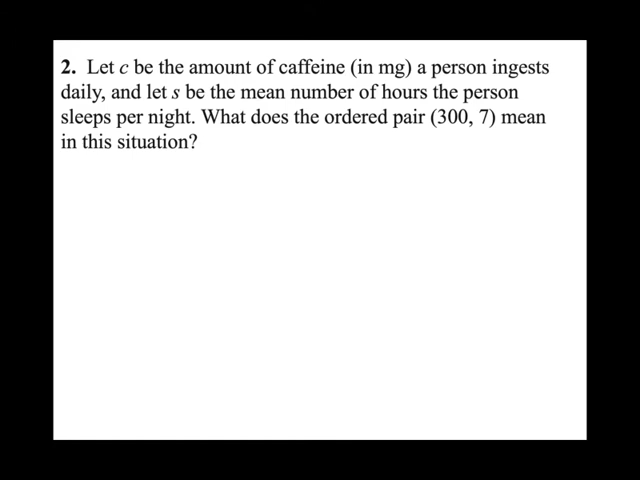 2. Let c be the amount of caffeine (in mg) a person ingests
daily, and let s be the mean number of hours the person
sleeps per night. What does the ordered pair (300, 7) mean
in this situation?